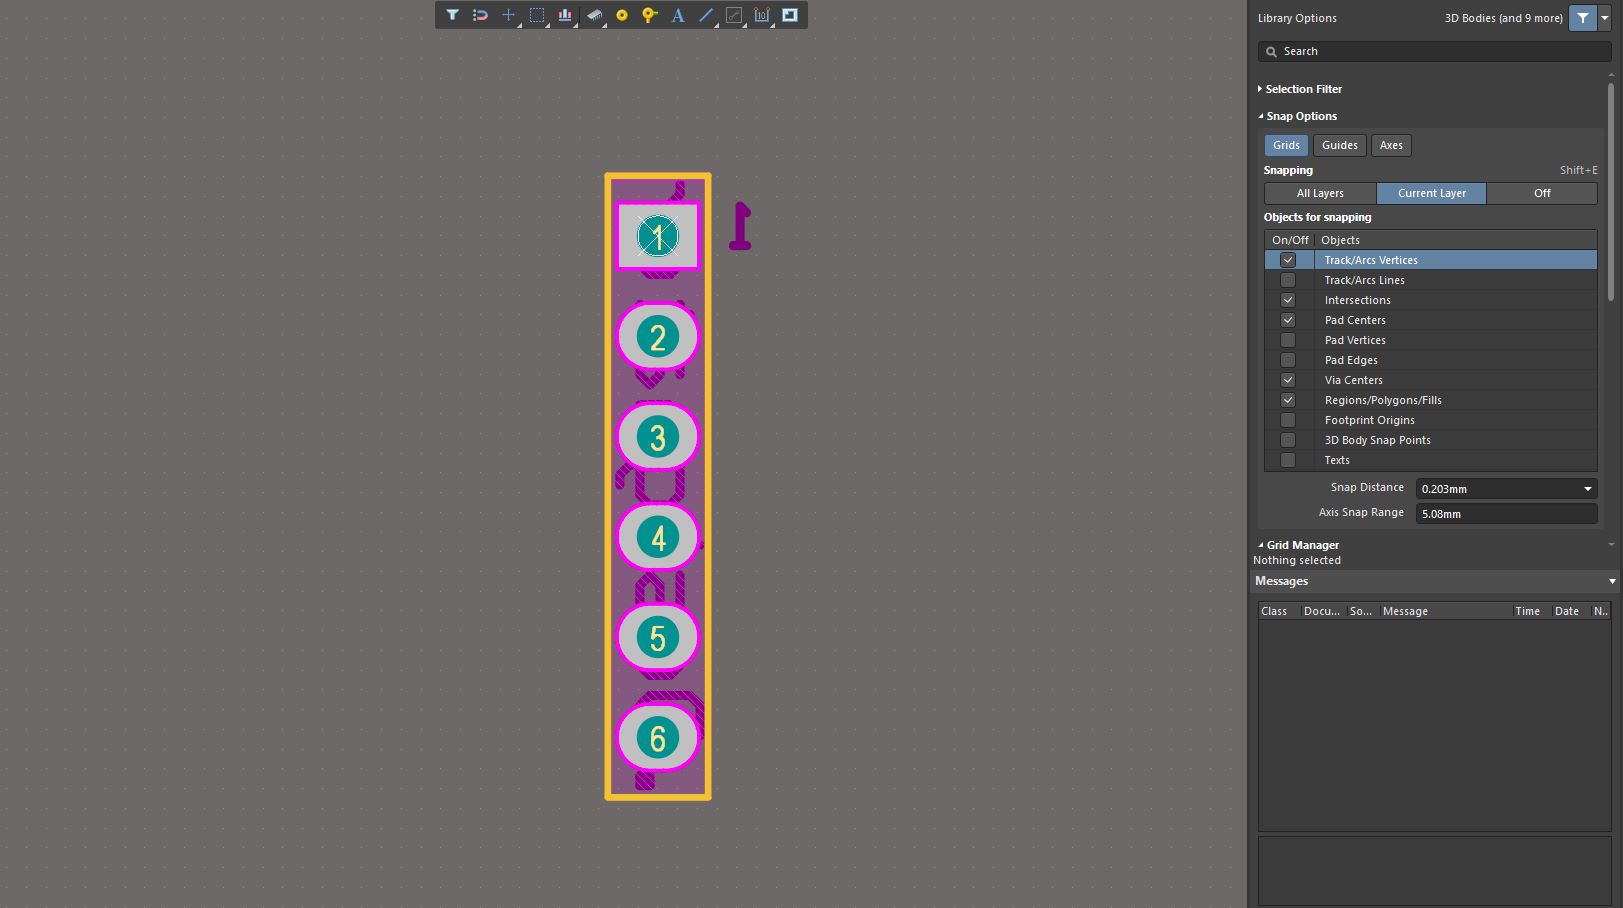 A
10
Library Options
3D Bodies (and 9 more)
Search
Selection Filter
Snap Options
Grids
Guides
Axes
Snapping
Shift+E
All Layers
Current Layer
Off
Objects for snapping
On/Off
Objects
Track/Arcs Vertices
Track/Arcs Lines
Intersections
Pad Centers
Pad Vertices
Pad Edges
Via Centers
Regions/Polygons/Fills
Footprint Origins
3D Body Snap Points
Texts
Snap Distance
0.203mm
Axis Snap Range
5.08mm
Grid Manager
Nothing selected
Messages
Class
Docu...
So...
Message
Time
Date
N..
1
1
2
3
4
5
6